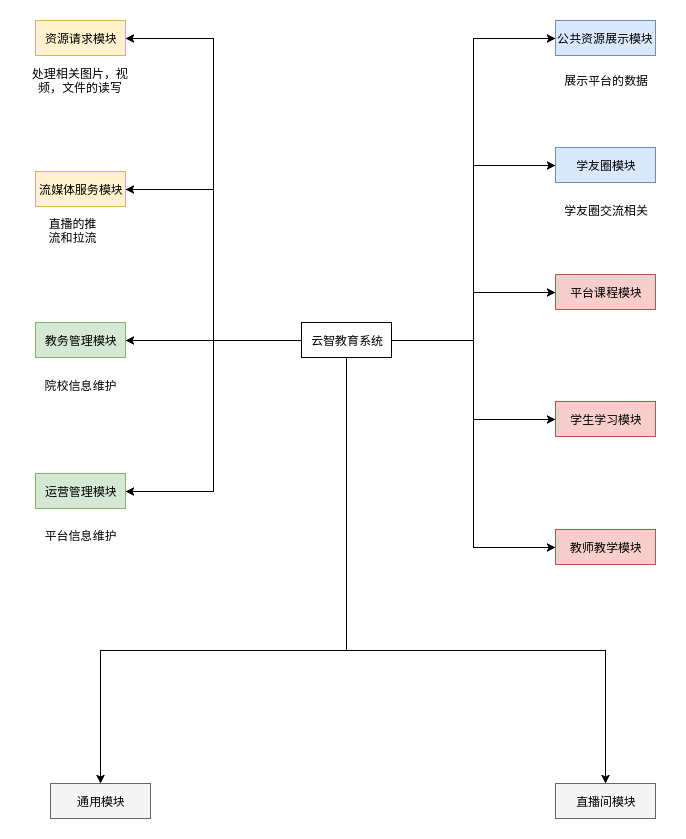 资源请求模块
处理相关图片，视
频，文件的读写
流媒体服务模块
直播的推
流和拉流
教务管理模块
院校信息维护
运营管理模块
平台信息维护
云智教育系统
公共资源展示模块
展示平台的数据
学友圈模块
学友圈交流相关
平台课程模块
学生学习模块
教师教学模块
通用模块
直播间模块